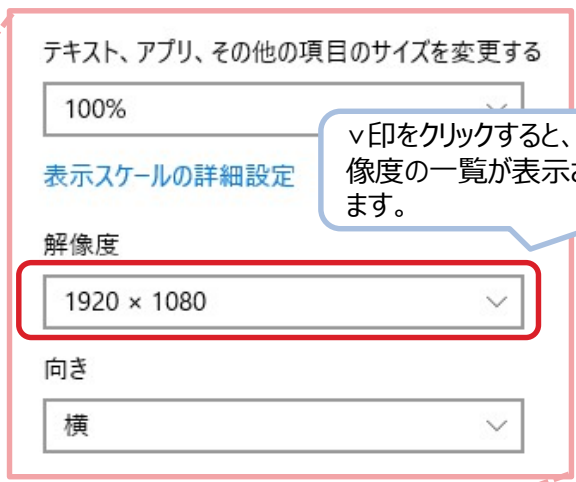 テキスト、アプリ、その他の項目のサイズを変更する
100%
∨印をクリックすると、
像度の一覧が表示
ます。
表示スケールの詳細設定
解像度
1920 × 1080
向き
横